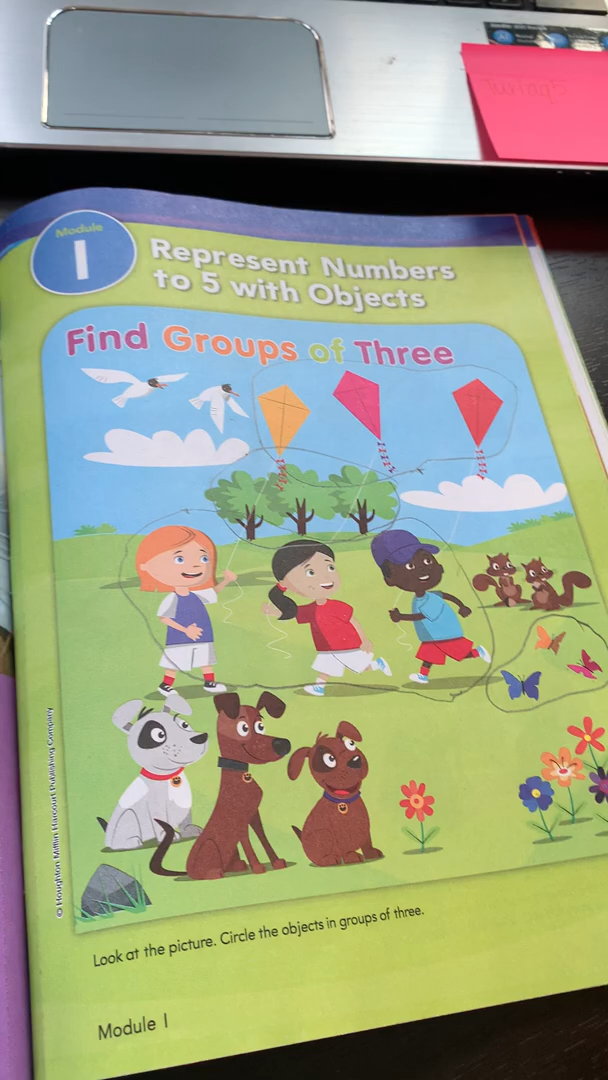 Module
1
Represent Numbers
to 5 with Objects
Find Groups of Three
© Houghton Mifflin Harcourt Publishing Company
Look at the picture. Circle the objects in groups of three.
Module 1